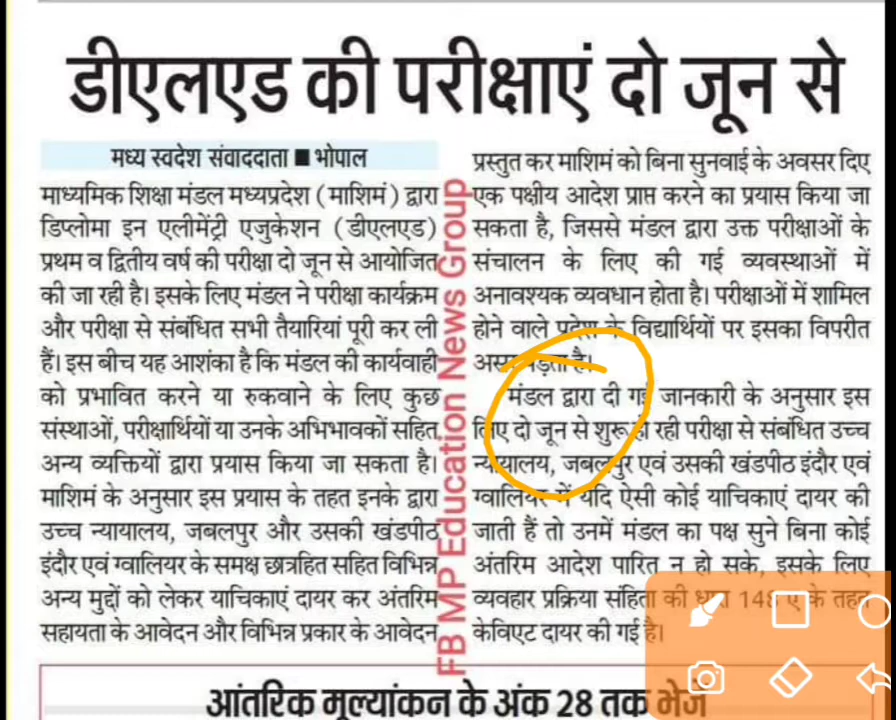 डीएलएड की परीक्षाएं दो जून से
मध्य स्वदेश संवाददाता ■ भोपाल
माध्यमिक शिक्षा मंडल मध्यप्रदेश (माशिमं) द्वारा
डिप्लोमा इन एलीमेंट्री एजुकेशन (डीएलएड)
प्रथम व द्वितीय वर्ष की परीक्षा दो जून से आयोजित
की जा रही है। इसके लिए मंडल ने परीक्षा कार्यक्रम
और परीक्षा से संबंधित सभी तैयारियां पूरी कर ली
हैं। इस बीच यह आशंका है कि मंडल की कार्यवाही
को प्रभावित करने या रुकवाने के लिए कुछ
संस्थाओं, परीक्षार्थियों या उनके अभिभावकों सहित
अन्य व्यक्तियों द्वारा प्रयास किया जा सकता है।
माशिमं के अनुसार इस प्रयास के तहत इनके द्वारा
उच्च न्यायालय, जबलपुर और उसकी खंडपीठ
इंदौर एवं ग्वालियर के समक्ष छात्रहित सहित विभिन्न
अन्य मुद्दों को लेकर याचिकाएं दायर कर अंतरिम
सहायता के आवेदन और विभिन्न प्रकार के आवेदन
प्रस्तुत कर माशिमं को बिना सुनवाई के अवसर दिए
एक पक्षीय आदेश प्राप्त करने का प्रयास किया जा
सकता है, जिससे मंडल द्वारा उक्त परीक्षाओं के
संचालन के लिए की गई व्यवस्थाओं में
अनावश्यक व्यवधान होता है। परीक्षाओं में शामिल
होने वाले प्रदेश के विद्यार्थियों पर इसका विपरीत
असर पड़ता है।
मंडल द्वारा दी गई जानकारी के अनुसार इस
लिए दो जून से शुरू हो रही परीक्षा से संबंधित उच्च
न्यायालय, जबलपुर एवं उसकी खंडपीठ इंदौर एवं
ग्वालियर में यदि ऐसी कोई याचिकाएं दायर की
जाती हैं तो उनमें मंडल का पक्ष सुने बिना कोई
अंतरिम आदेश पारित न हो सके, इसके लिए
व्यवहार प्रक्रिया संहिता की धारा 148 ए के तहत
केविएट दायर की गई है।
FB MP Education News Group
आंतरिक मूल्यांकन के अंक 28 तक भेजें